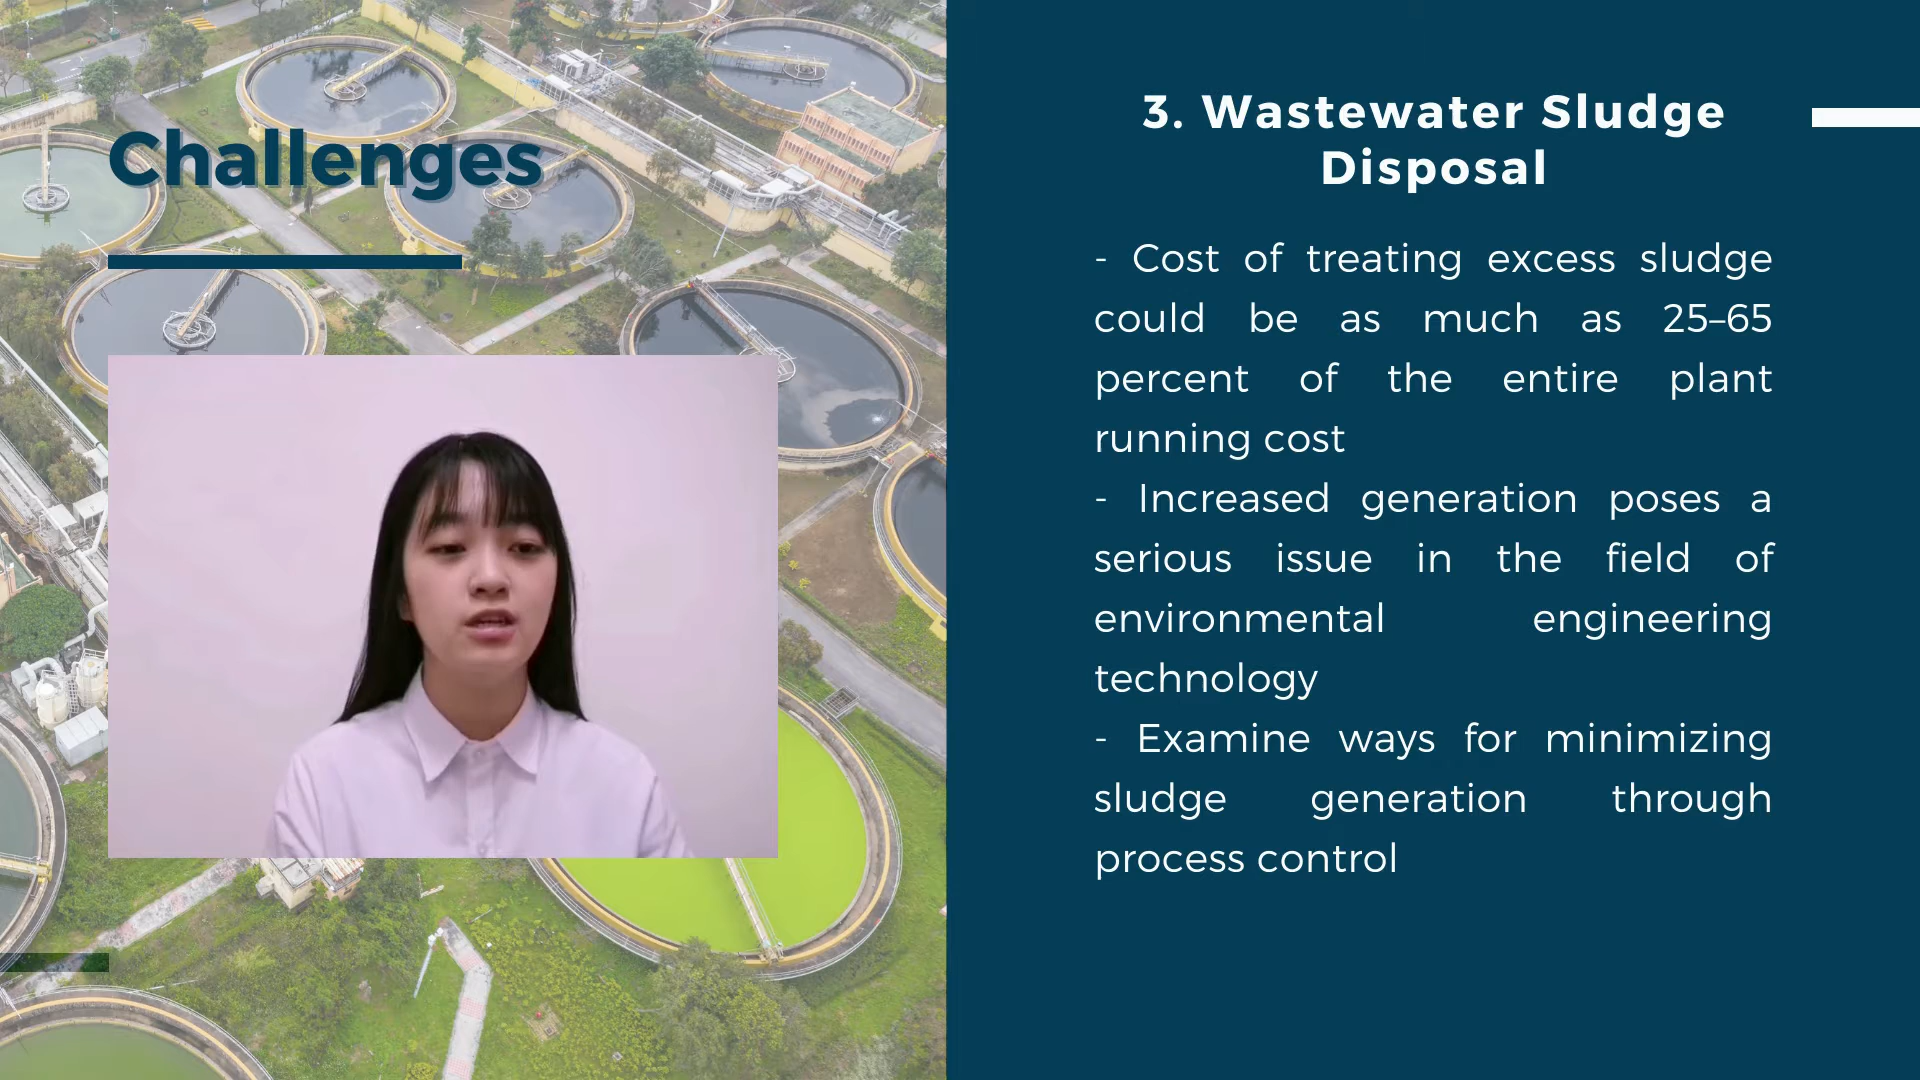 Challenges
3. Wastewater Sludge
Disposal
- Cost of treating excess sludge
could be as much as 25–65
percent of the entire plant
running cost
- Increased generation poses a
serious issue in the field of
environmental engineering
technology
- Examine ways for minimizing
sludge generation through
process control